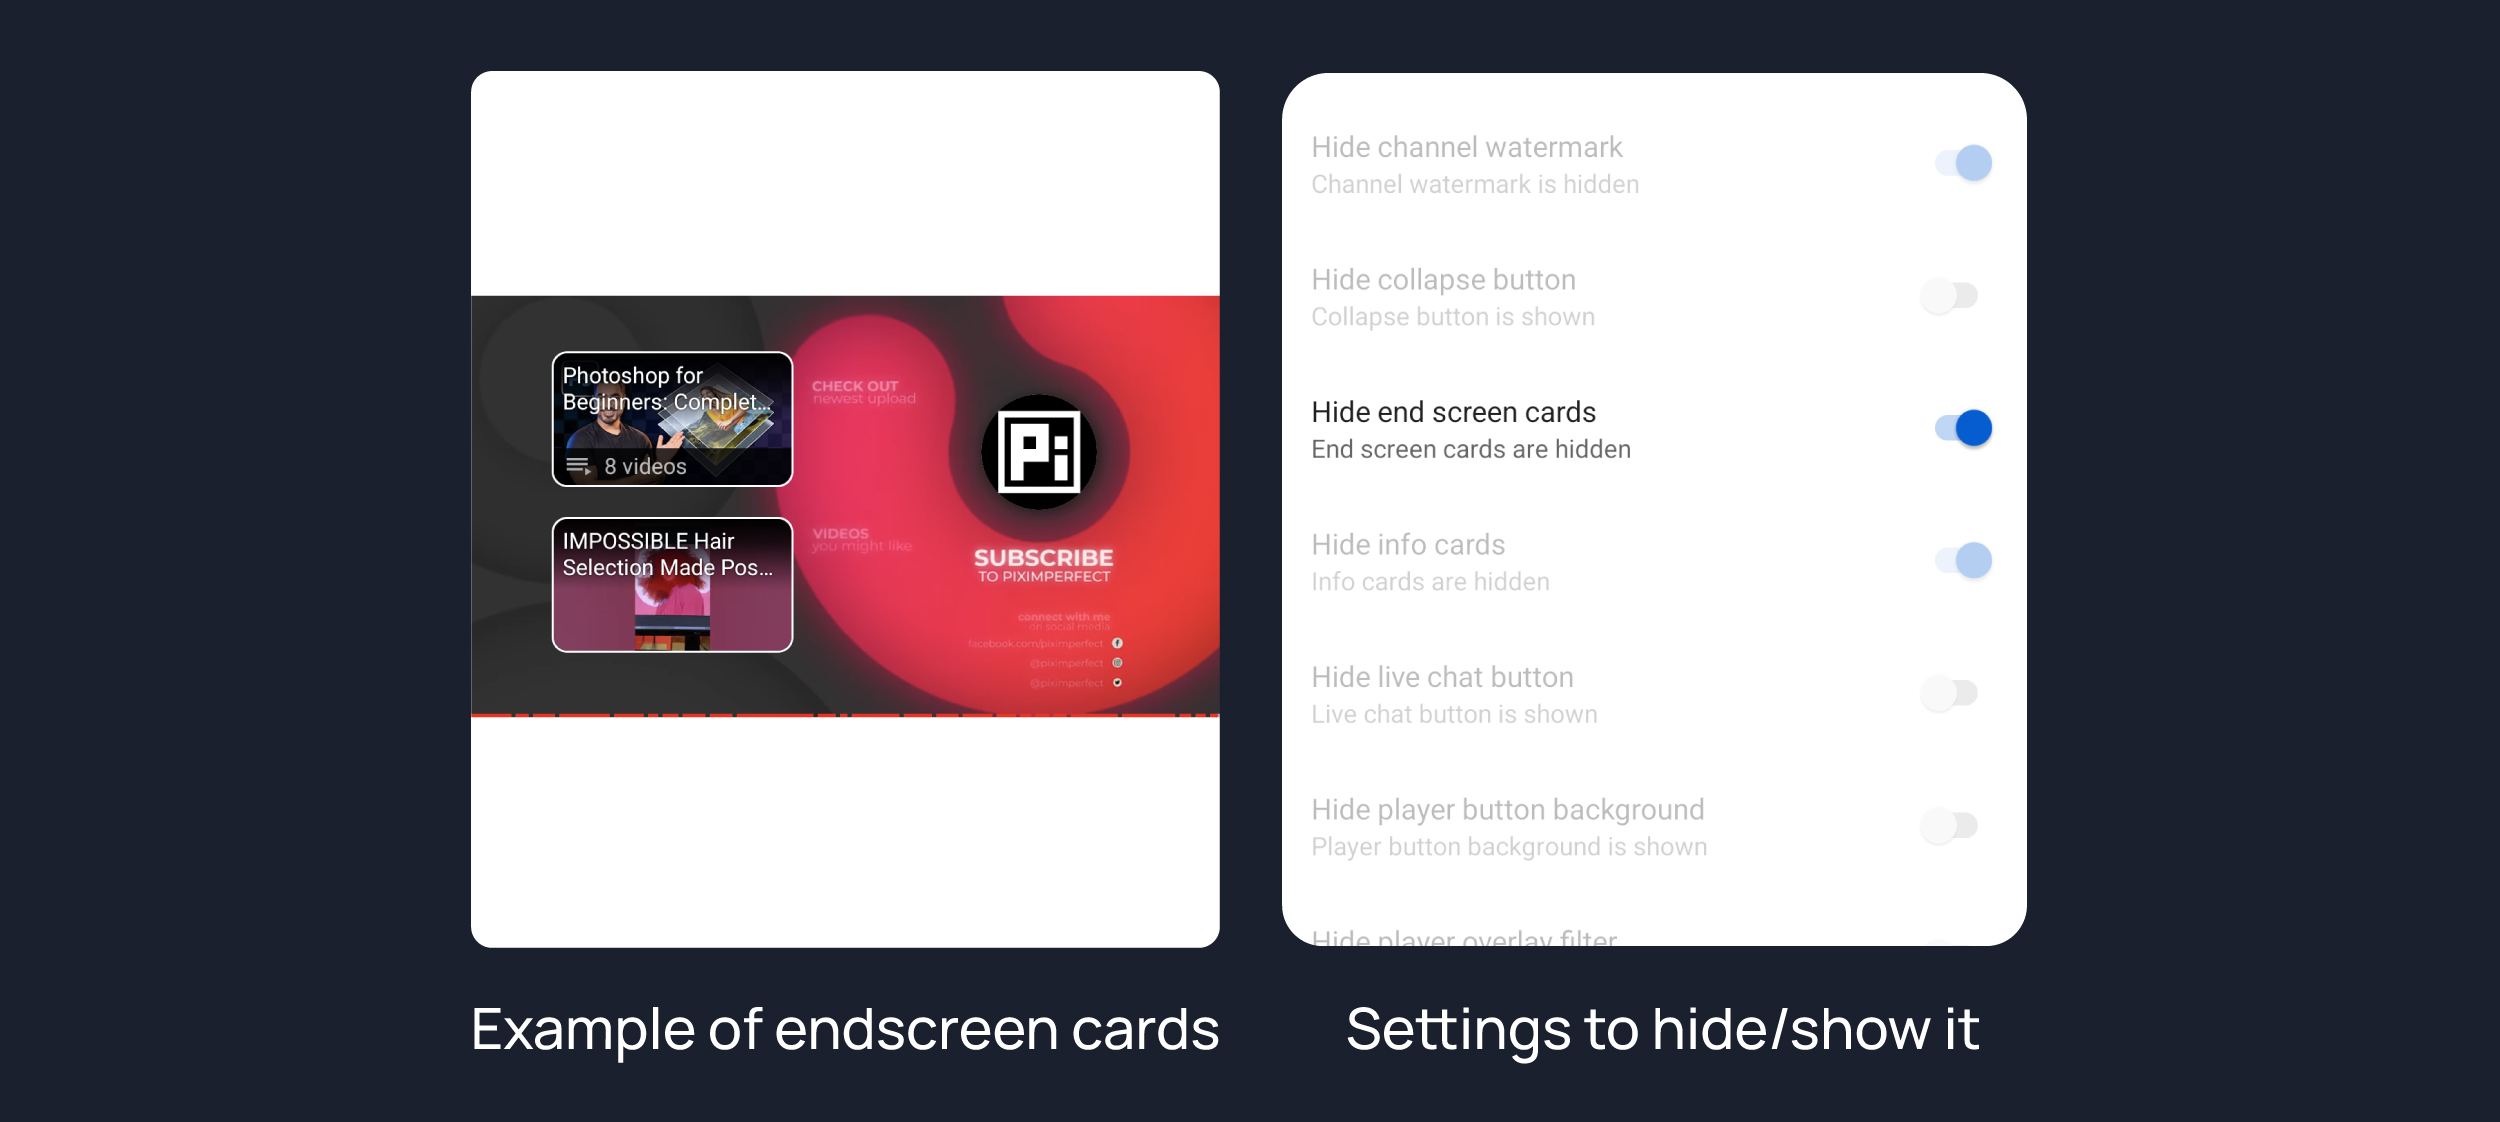 Photoshop for
Beginners: Complet...
8 videos
CHECK OUT
newest upload
Pi
IMPOSSIBLE Hair
Selection Made Pos...
VIDEOS
you might like
SUBSCRIBE
TO PIXIMPERFECT
connect with me
on social media
facebook.com/piximperfect
@piximperfect
@piximperfect
Example of endscreen cards
Hide channel watermark
Channel watermark is hidden
Hide collapse button
Collapse button is shown
Hide end screen cards
End screen cards are hidden
Hide info cards
Info cards are hidden
Hide live chat button
Live chat button is shown
Hide player button background
Player button background is shown
Hide player overlay filter
Settings to hide/show it